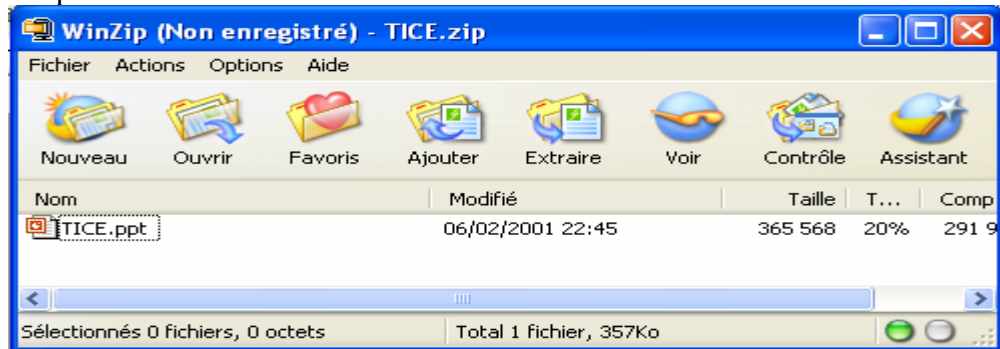 WinZip (Non enregistré) - TICE.zip
Fichier Actions Options Aide
Nouveau Ouvrir Favoris Ajouter Extraire Voir Contrôle Assistant
Nom Modifié Taille T... Comp
TICE.ppt 06/02/2001 22:45 365 568 20% 291 9
Sélectionnés 0 fichiers, 0 octets Total 1 fichier, 357Ko